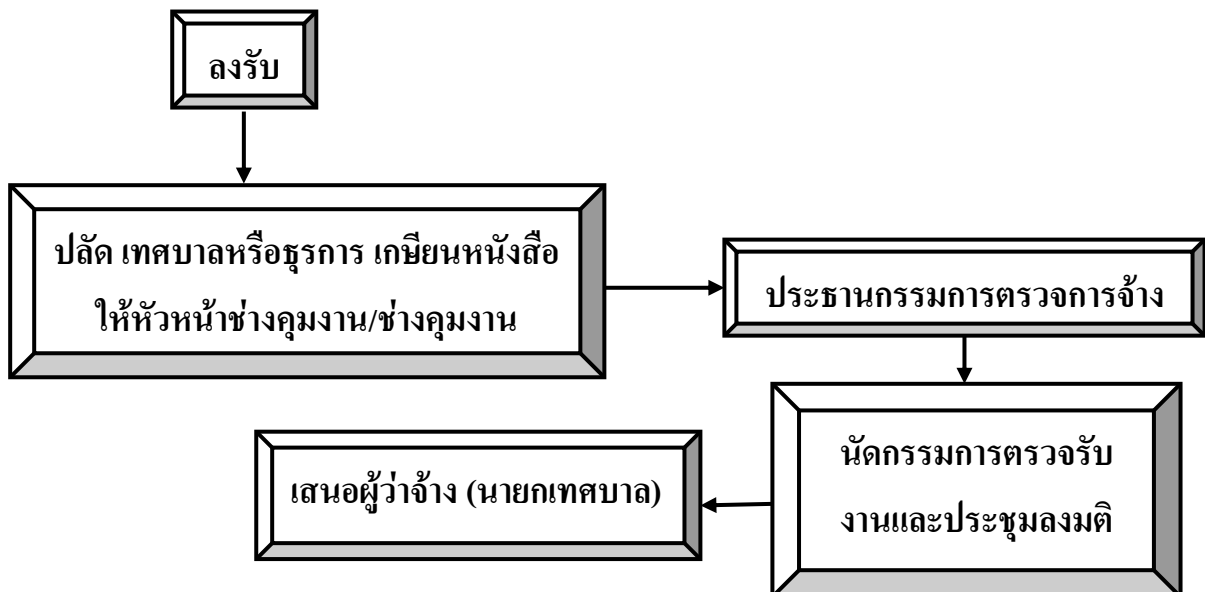 ลงรับ
ปลัด เทศบาลหรือธุรการ เกษียนหนังสือ
ให้หัวหน้าช่างคุมงาน/ช่างคุมงาน
ประธานกรรมการตรวจการจ้าง
นัดกรรมการตรวจรับ
งานและประชุมลงมติ
เสนอผู้ว่าจ้าง (นายกเทศบาล)